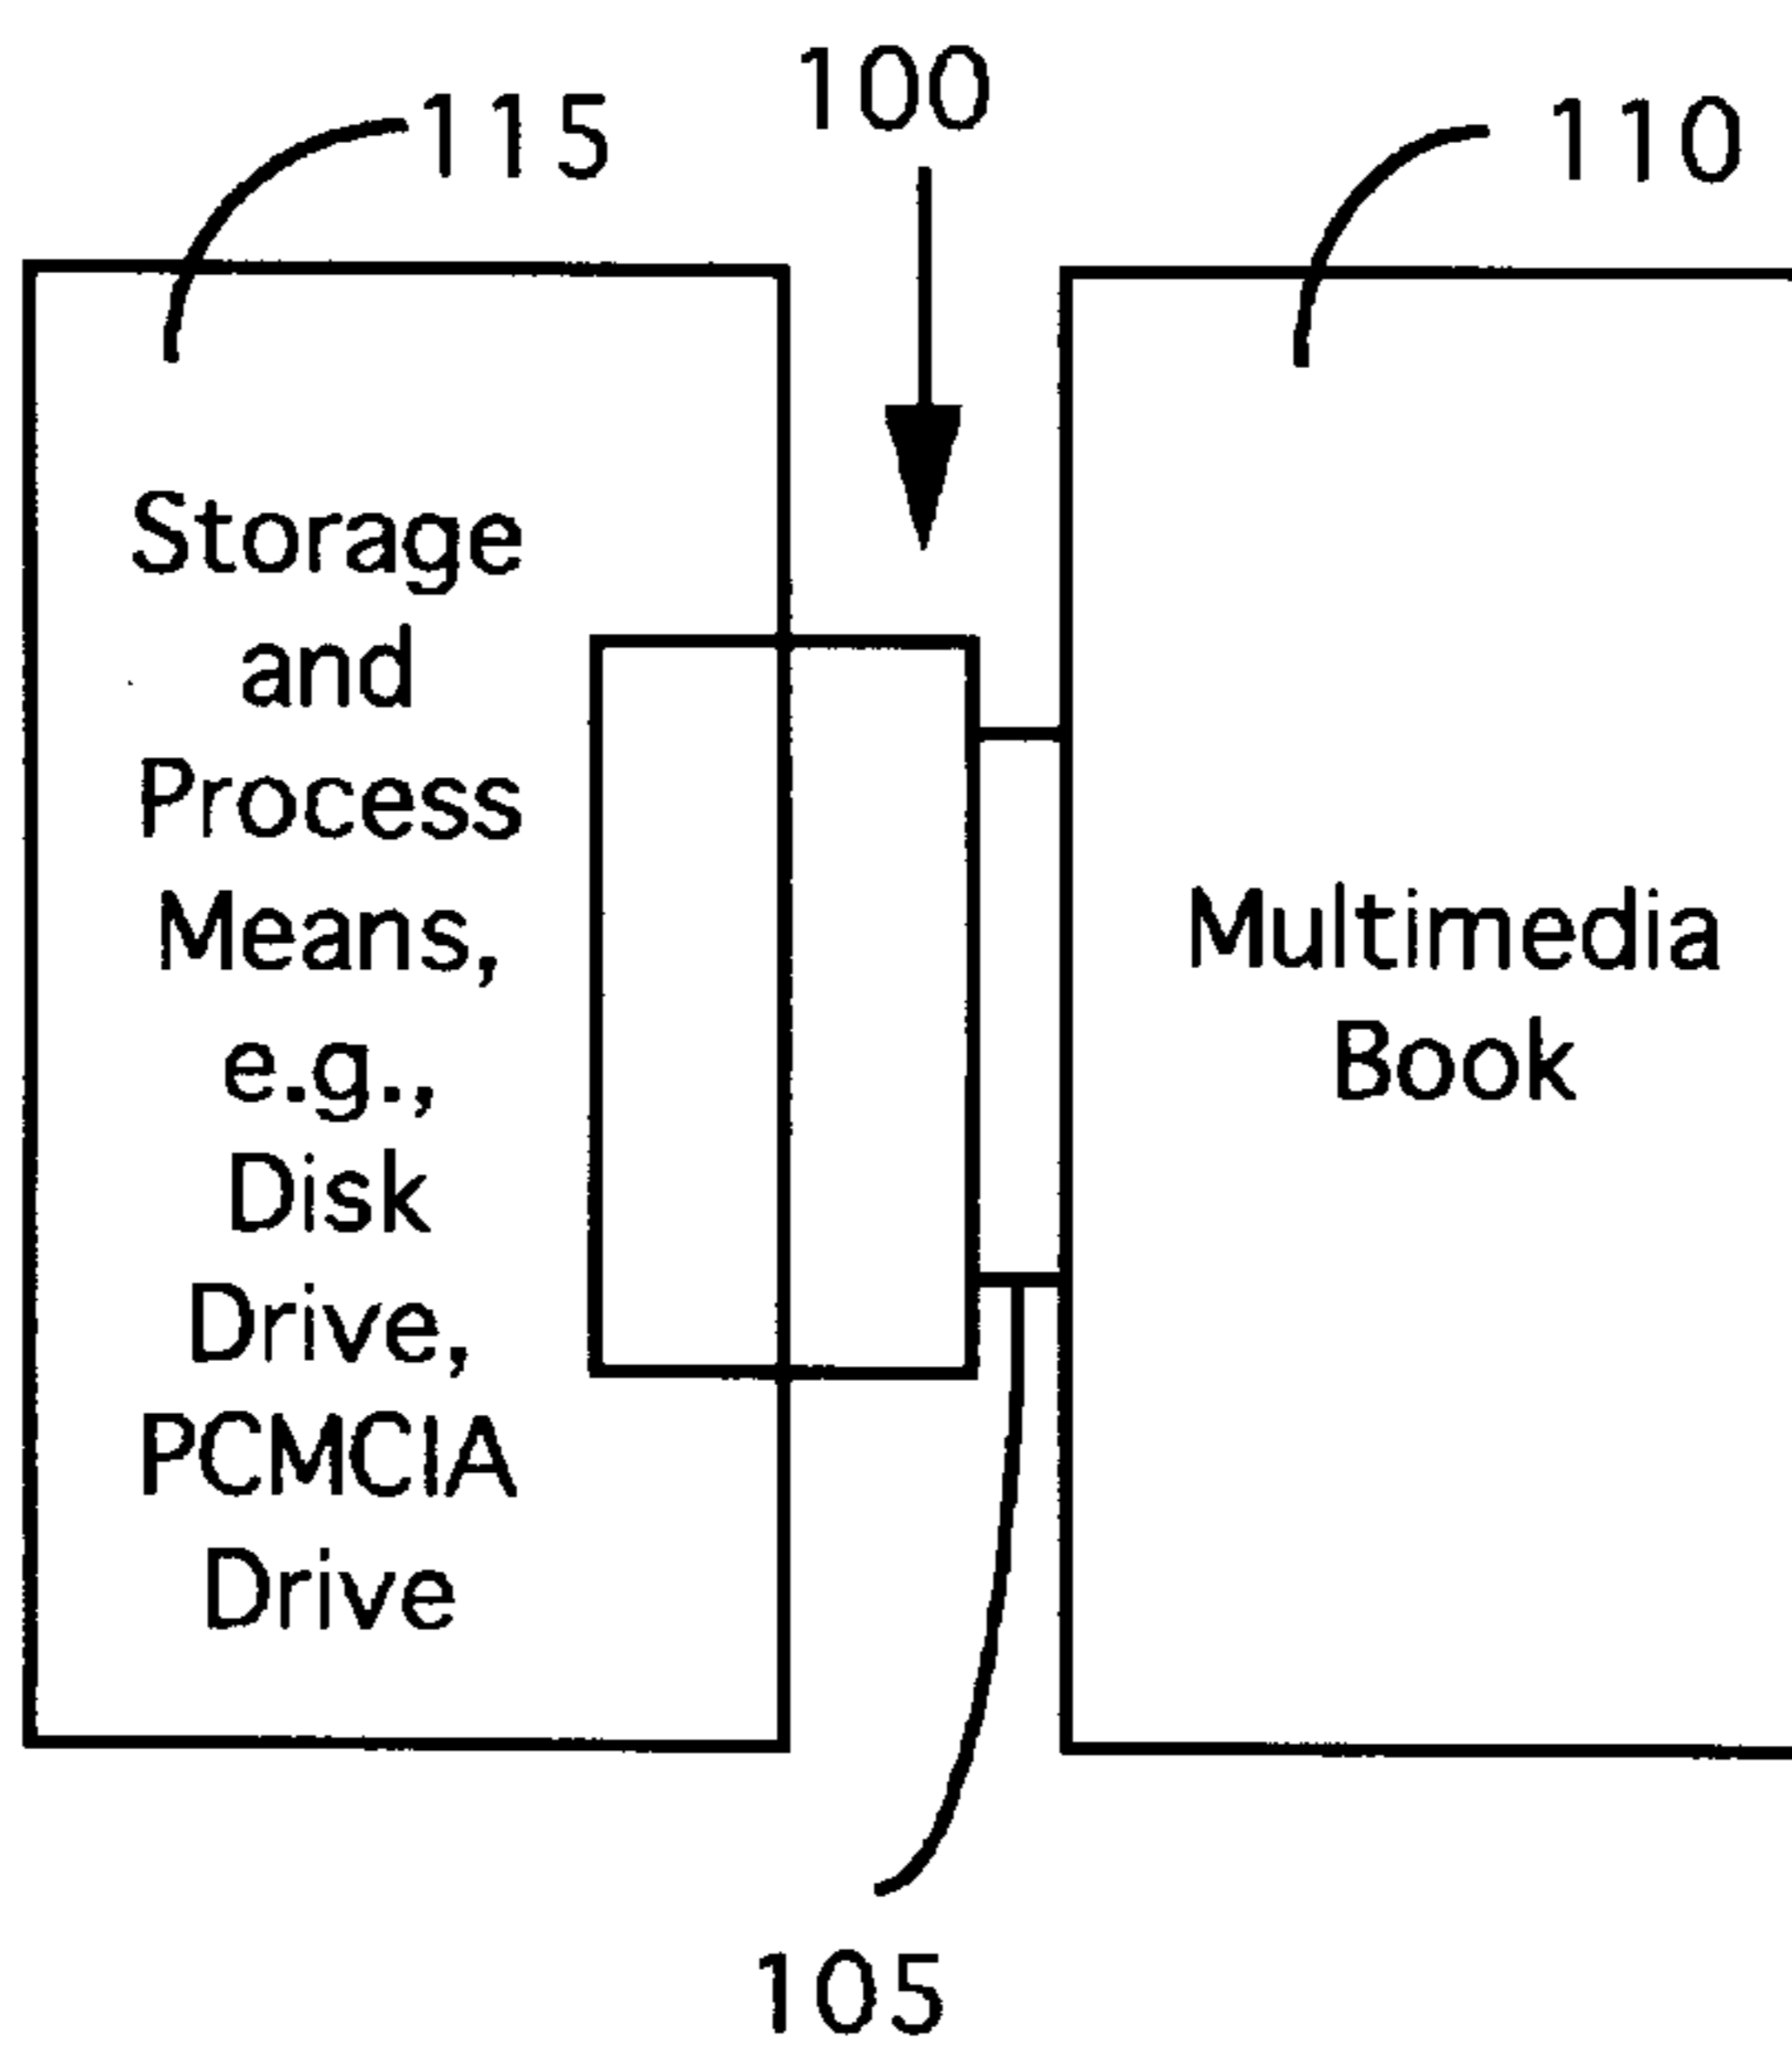 100
115
110
Storage
and
Process
Means,
e.g.,
Disk
Drive,
PCMCIA
Drive
Multimedia
Book
105